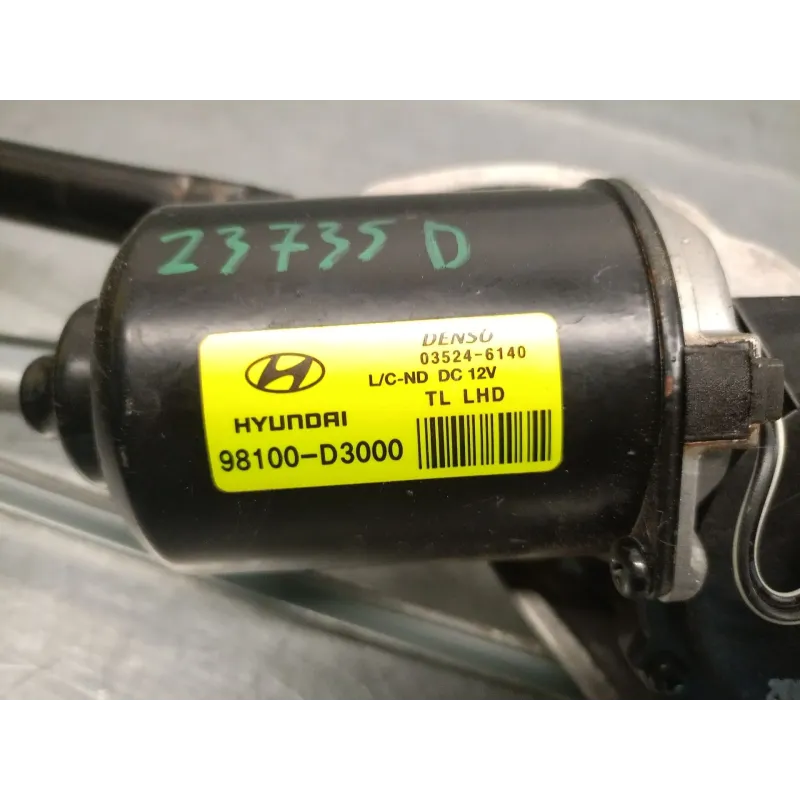 23735 D
DENSO
03524-6140
L/C-ND DC 12V
TL LHD
HYUNDAI
98100-D3000